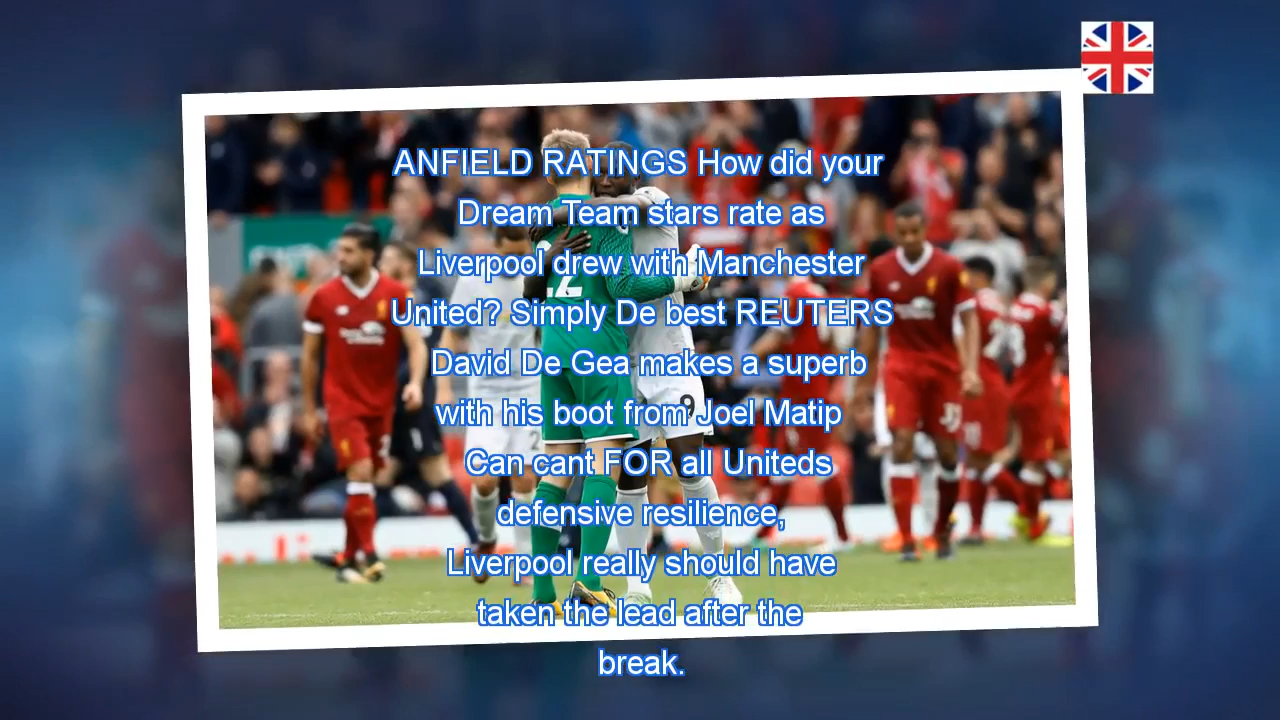 ANFIELD RATINGS How did your
Dream Team stars rate as
Liverpool drew with Manchester
United? Simply De best REUTERS
David De Gea makes a superb
with his boot from Joel Matip
Can cant FOR all Uniteds
defensive resilience,
Liverpool really should have
taken the lead after the
break.
9